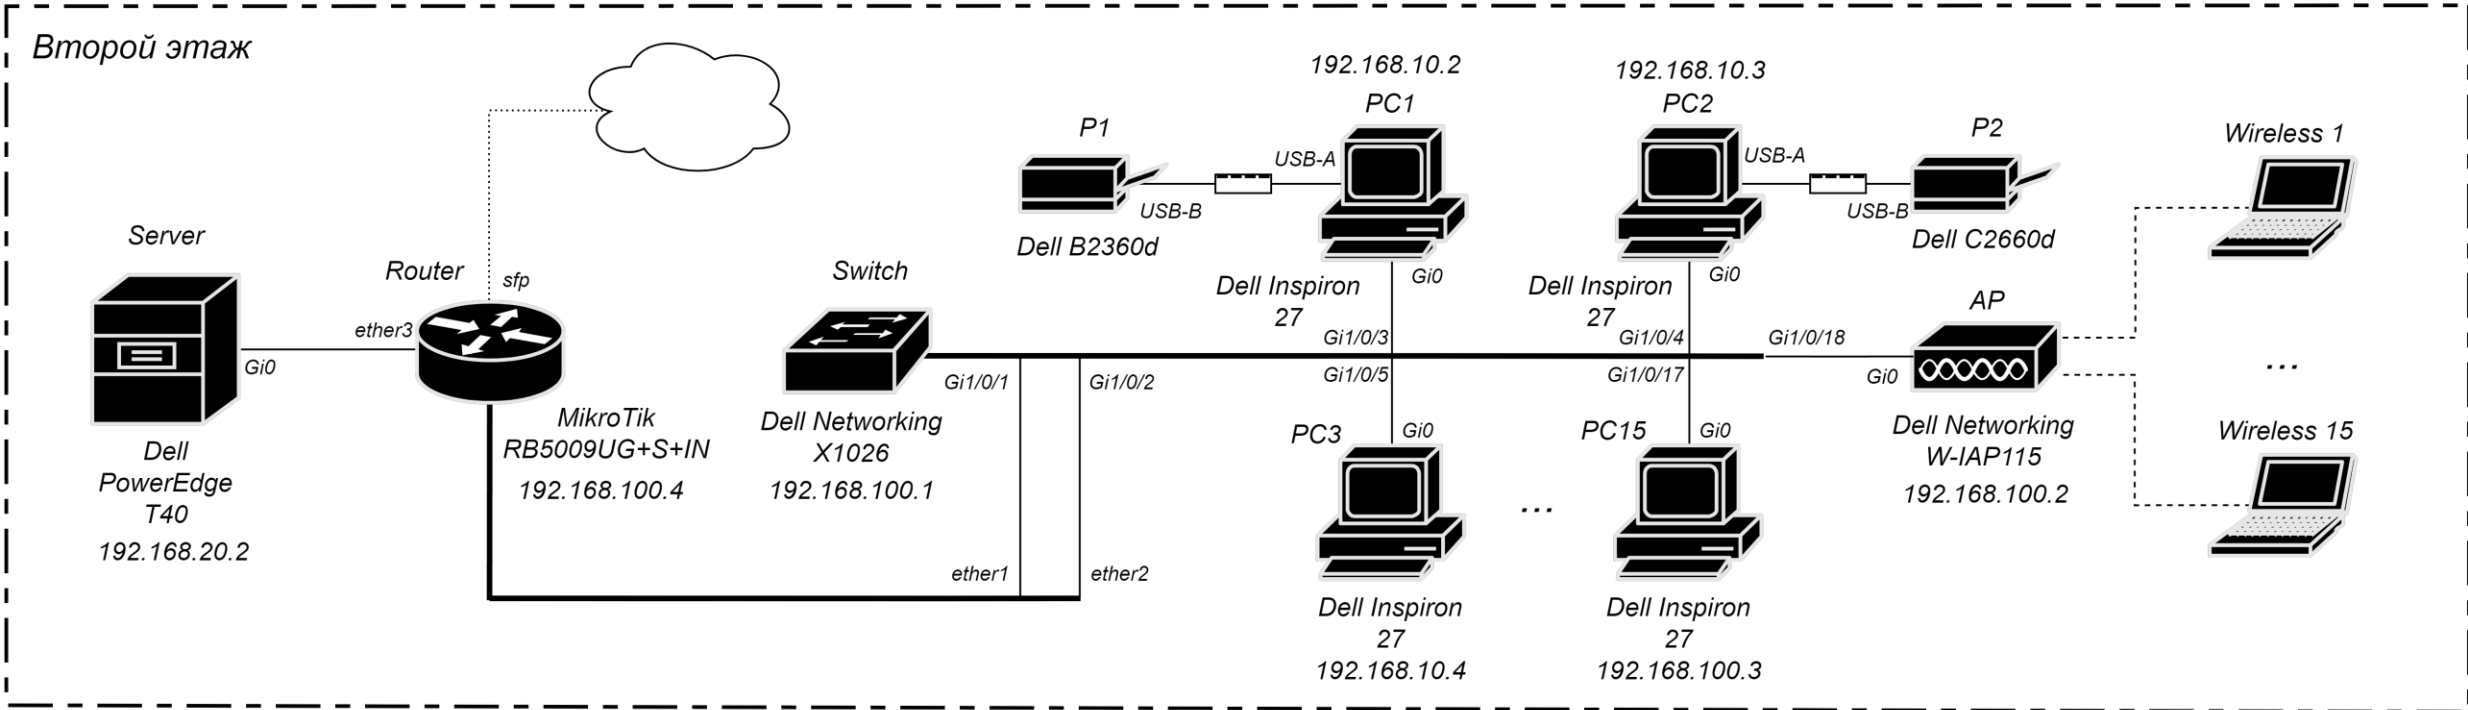 Второй этаж
Server
Gi0
Dell
PowerEdge
T40
192.168.20.2
Router
sfp
ether3
MikroTik
RB5009UG+S+IN
192.168.100.4
Switch
Dell Networking
X1026
192.168.100.1
Gi1/0/1
Gi1/0/2
ether1
ether2
P1
USB-B
Dell B2360d
192.168.10.2
PC1
USB-A
Gi0
Dell Inspiron
27
Gi1/0/3
192.168.10.3
PC2
USB-A
Gi0
Dell Inspiron
27
Gi1/0/4
P2
USB-B
Dell C2660d
Gi1/0/5
PC3
Gi0
Dell Inspiron
27
192.168.10.4
...
Gi1/0/17
PC15
Gi0
Dell Inspiron
27
192.168.100.3
Gi1/0/18
Gi0
AP
Dell Networking
W-IAP115
192.168.100.2
Wireless 1
...
Wireless 15